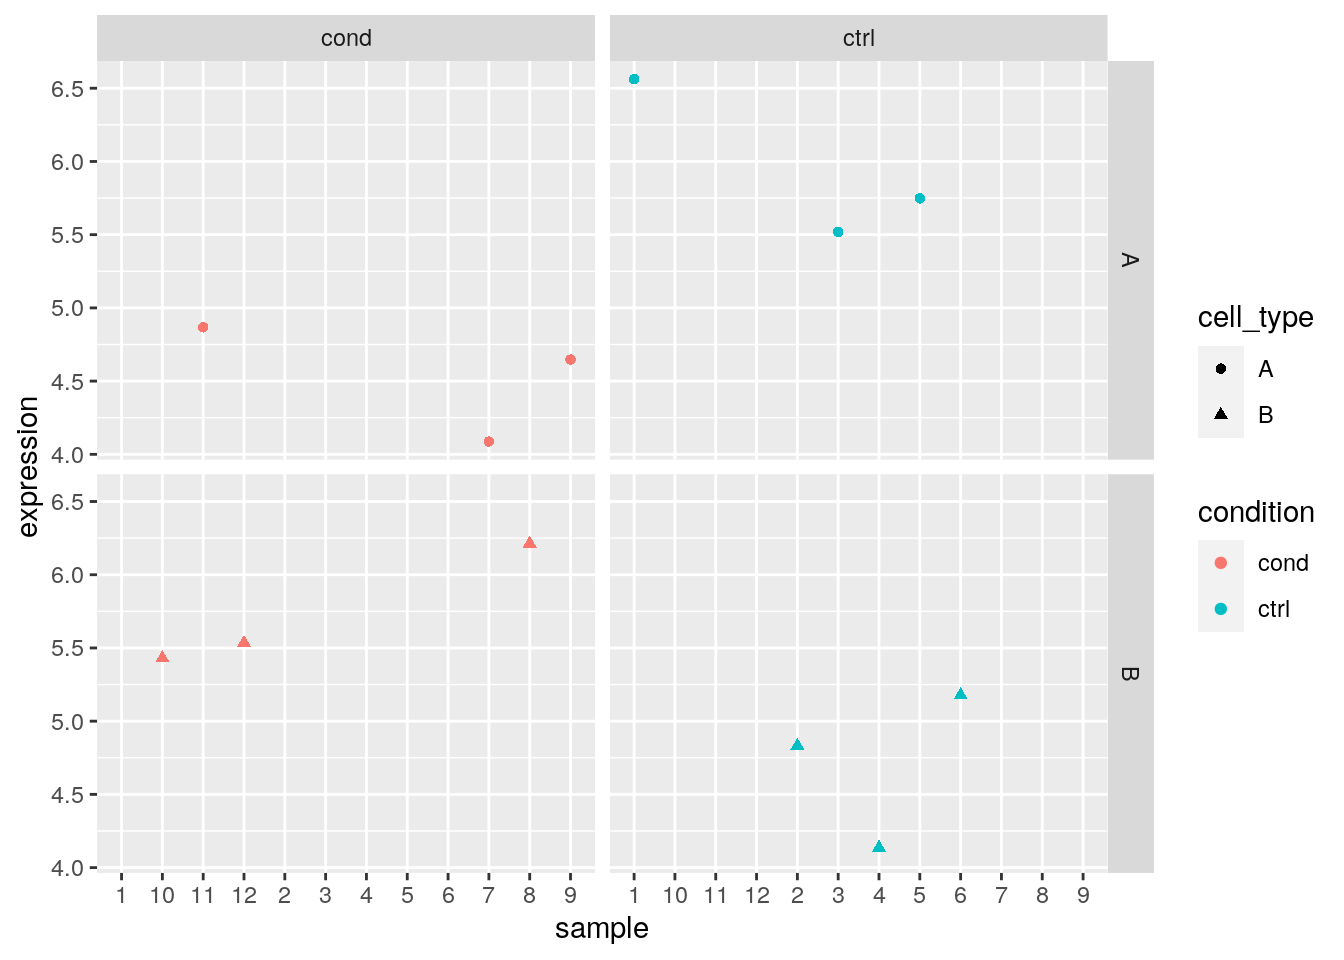 cond ctrl
6.5
6.0
5.5
5.0
4.5
4.0
A
6.5
6.0
5.5
5.0
4.5
4.0
B
expression
1 10 11 12 2 3 4 5 6 7 8 9 1 10 11 12 2 3 4 5 6 7 8 9
sample
cell_type
A
B
condition
cond
ctrl